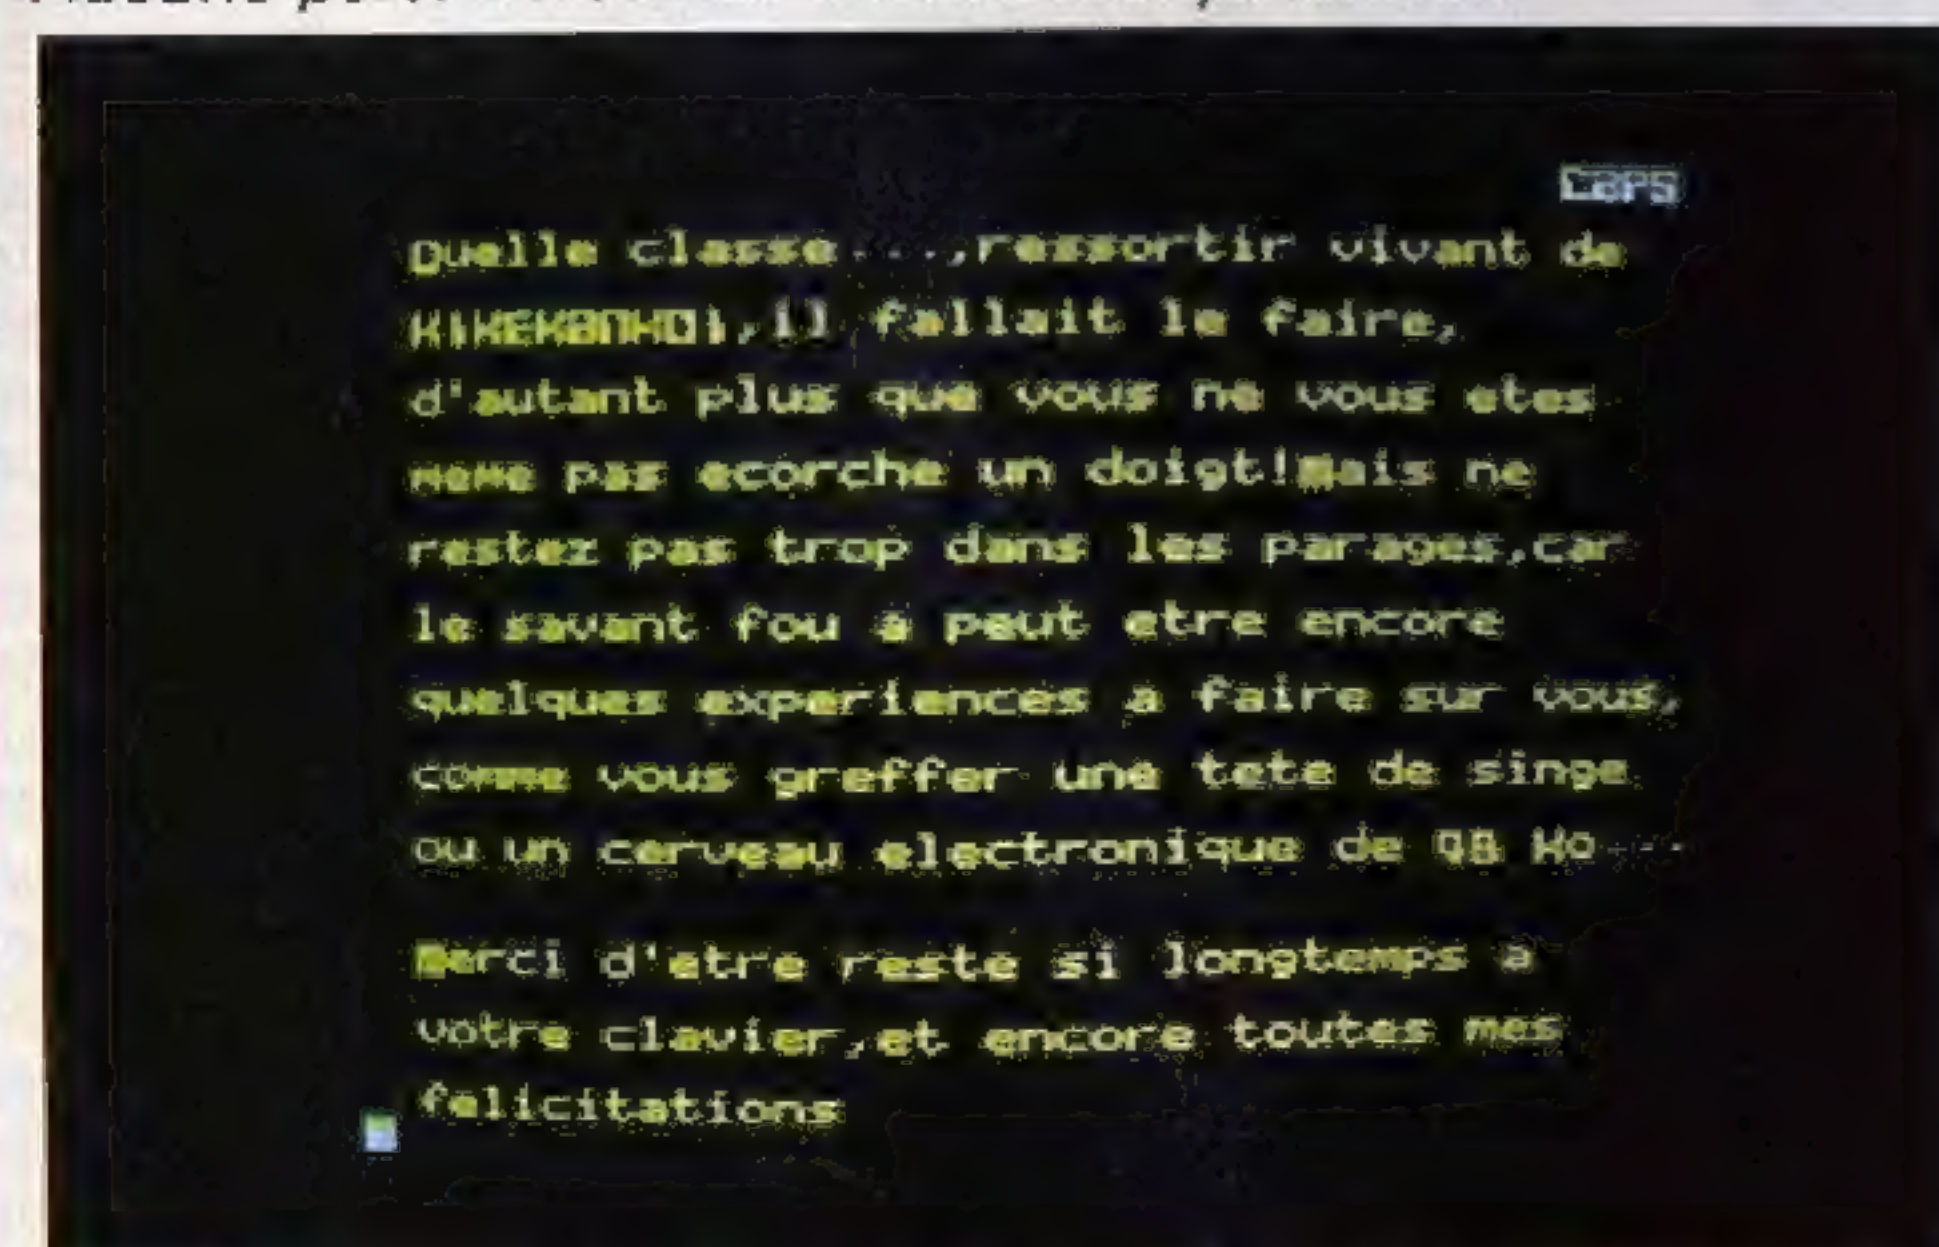 Caps
Quelle classe...,ressortir vivant de
KIKEKANKOI,il fallait le faire,
d'autant plus que vous ne vous etes
meme pas ecorche un doigt!Mais ne
restez pas trop dans les parages,car
le savant fou a peut etre encore
quelques experiences a faire sur vous,
comme vous greffer une tete de singe
ou un cerveau electronique de Ko...
Merci d'etre reste si longtemps a
votre clavier,et encore toutes mes
felicitations